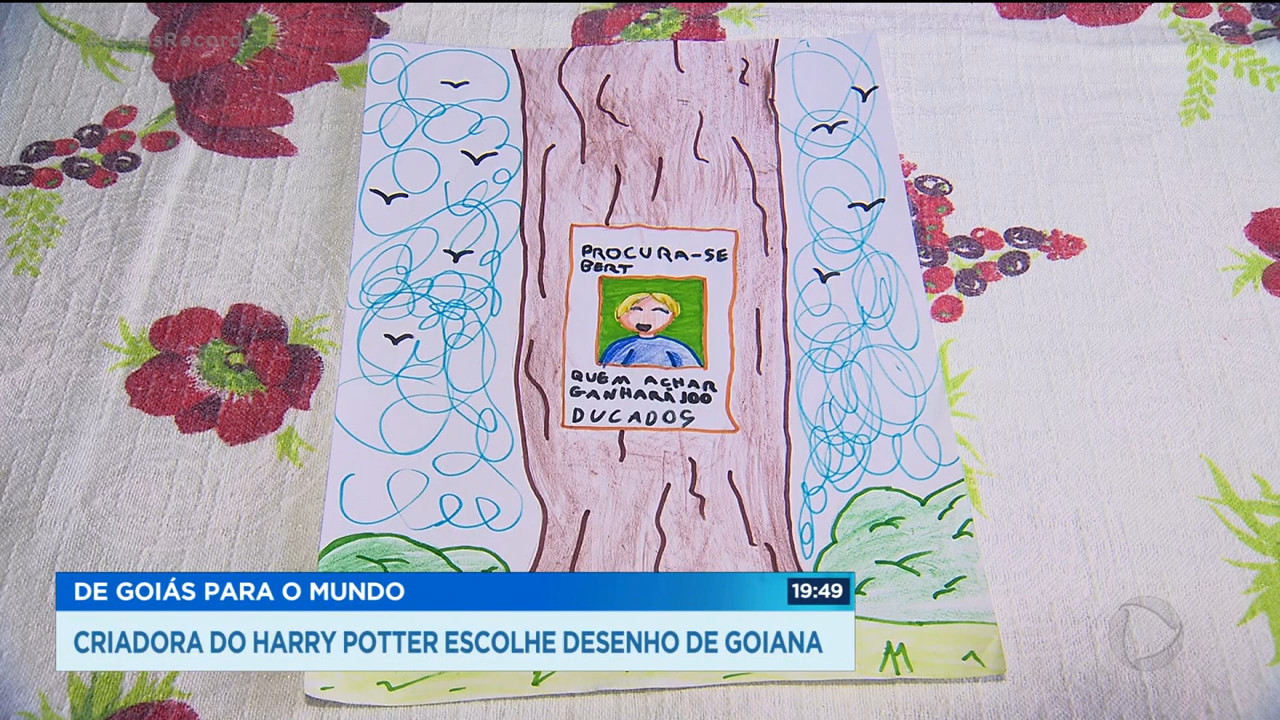 GoiásRecord
PROCURA-SE
BERT
QUEM ACHAR
GANHARÁ 100
DUCADOS
DE GOIÁS PARA O MUNDO
19:49
CRIADORA DO HARRY POTTER ESCOLHE DESENHO DE GOIANA